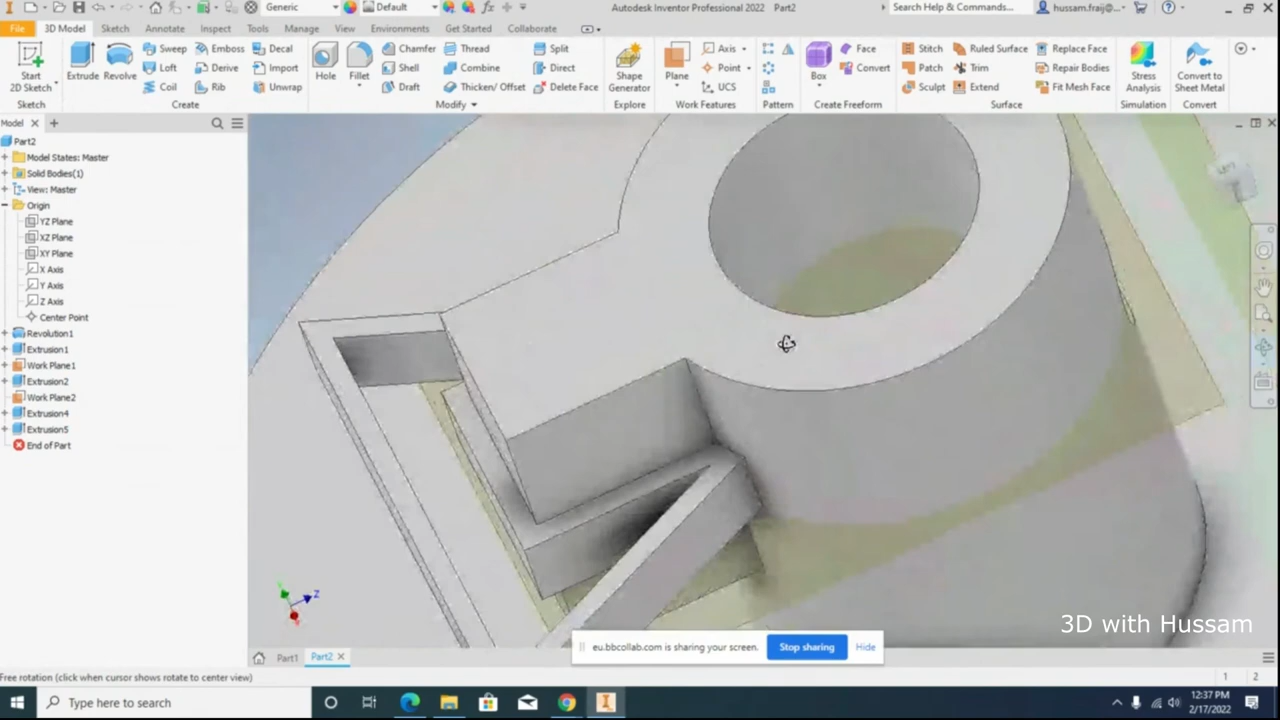 Generic
Default
Autodesk Inventor Professional 2022 Part2
Search Help & Commands...
hussam.fraij@...
File
3D Model
Sketch
Annotate
Inspect
Tools
Manage
View
Environments
Get Started
Collaborate
Start
2D Sketch
Sketch
Extrude
Revolve
Sweep
Loft
Coil
Emboss
Derive
Rib
Decal
Import
Unwrap
Create
Hole
Fillet
Chamfer
Shell
Draft
Thread
Combine
Thicken/ Offset
Split
Direct
Delete Face
Modify
Shape
Generator
Explore
Plane
Axis
Point
UCS
Work Features
Pattern
Box
Face
Convert
Create Freeform
Stitch
Patch
Sculpt
Ruled Surface
Trim
Extend
Replace Face
Repair Bodies
Fit Mesh Face
Surface
Stress
Analysis
Simulation
Convert to
Sheet Metal
Convert
Model
Part2
Model States: Master
Solid Bodies(1)
View: Master
Origin
YZ Plane
XZ Plane
XY Plane
X Axis
Y Axis
Z Axis
Center Point
Revolution1
Extrusion1
Work Plane1
Extrusion2
Work Plane2
Extrusion4
Extrusion5
End of Part
Z
3D with Hussam
eu.bbcollab.com is sharing your screen.
Stop sharing
Hide
Part1
Part2
Free rotation (click when cursor shows rotate to center view)
1
2
Type here to search
12:37 PM
2/17/2022